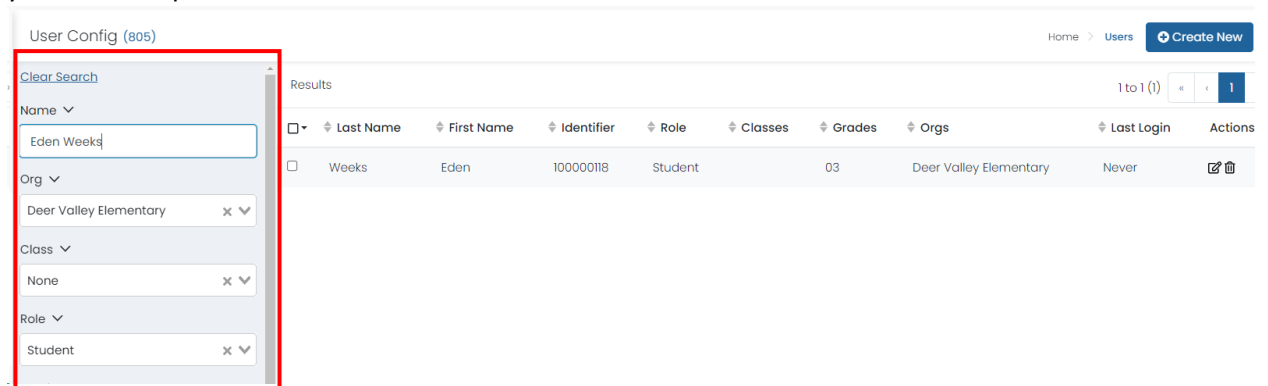 User Config (805)
Home > Users
Create New
Clear Search
Name
Eden Weeks
Org
Deer Valley Elementary
Class
None
Role
Student
Results
1 to 1 (1) « ‹ 1
Last Name First Name Identifier Role Classes Grades Orgs Last Login Actions
Weeks Eden 100000118 Student 03 Deer Valley Elementary Never